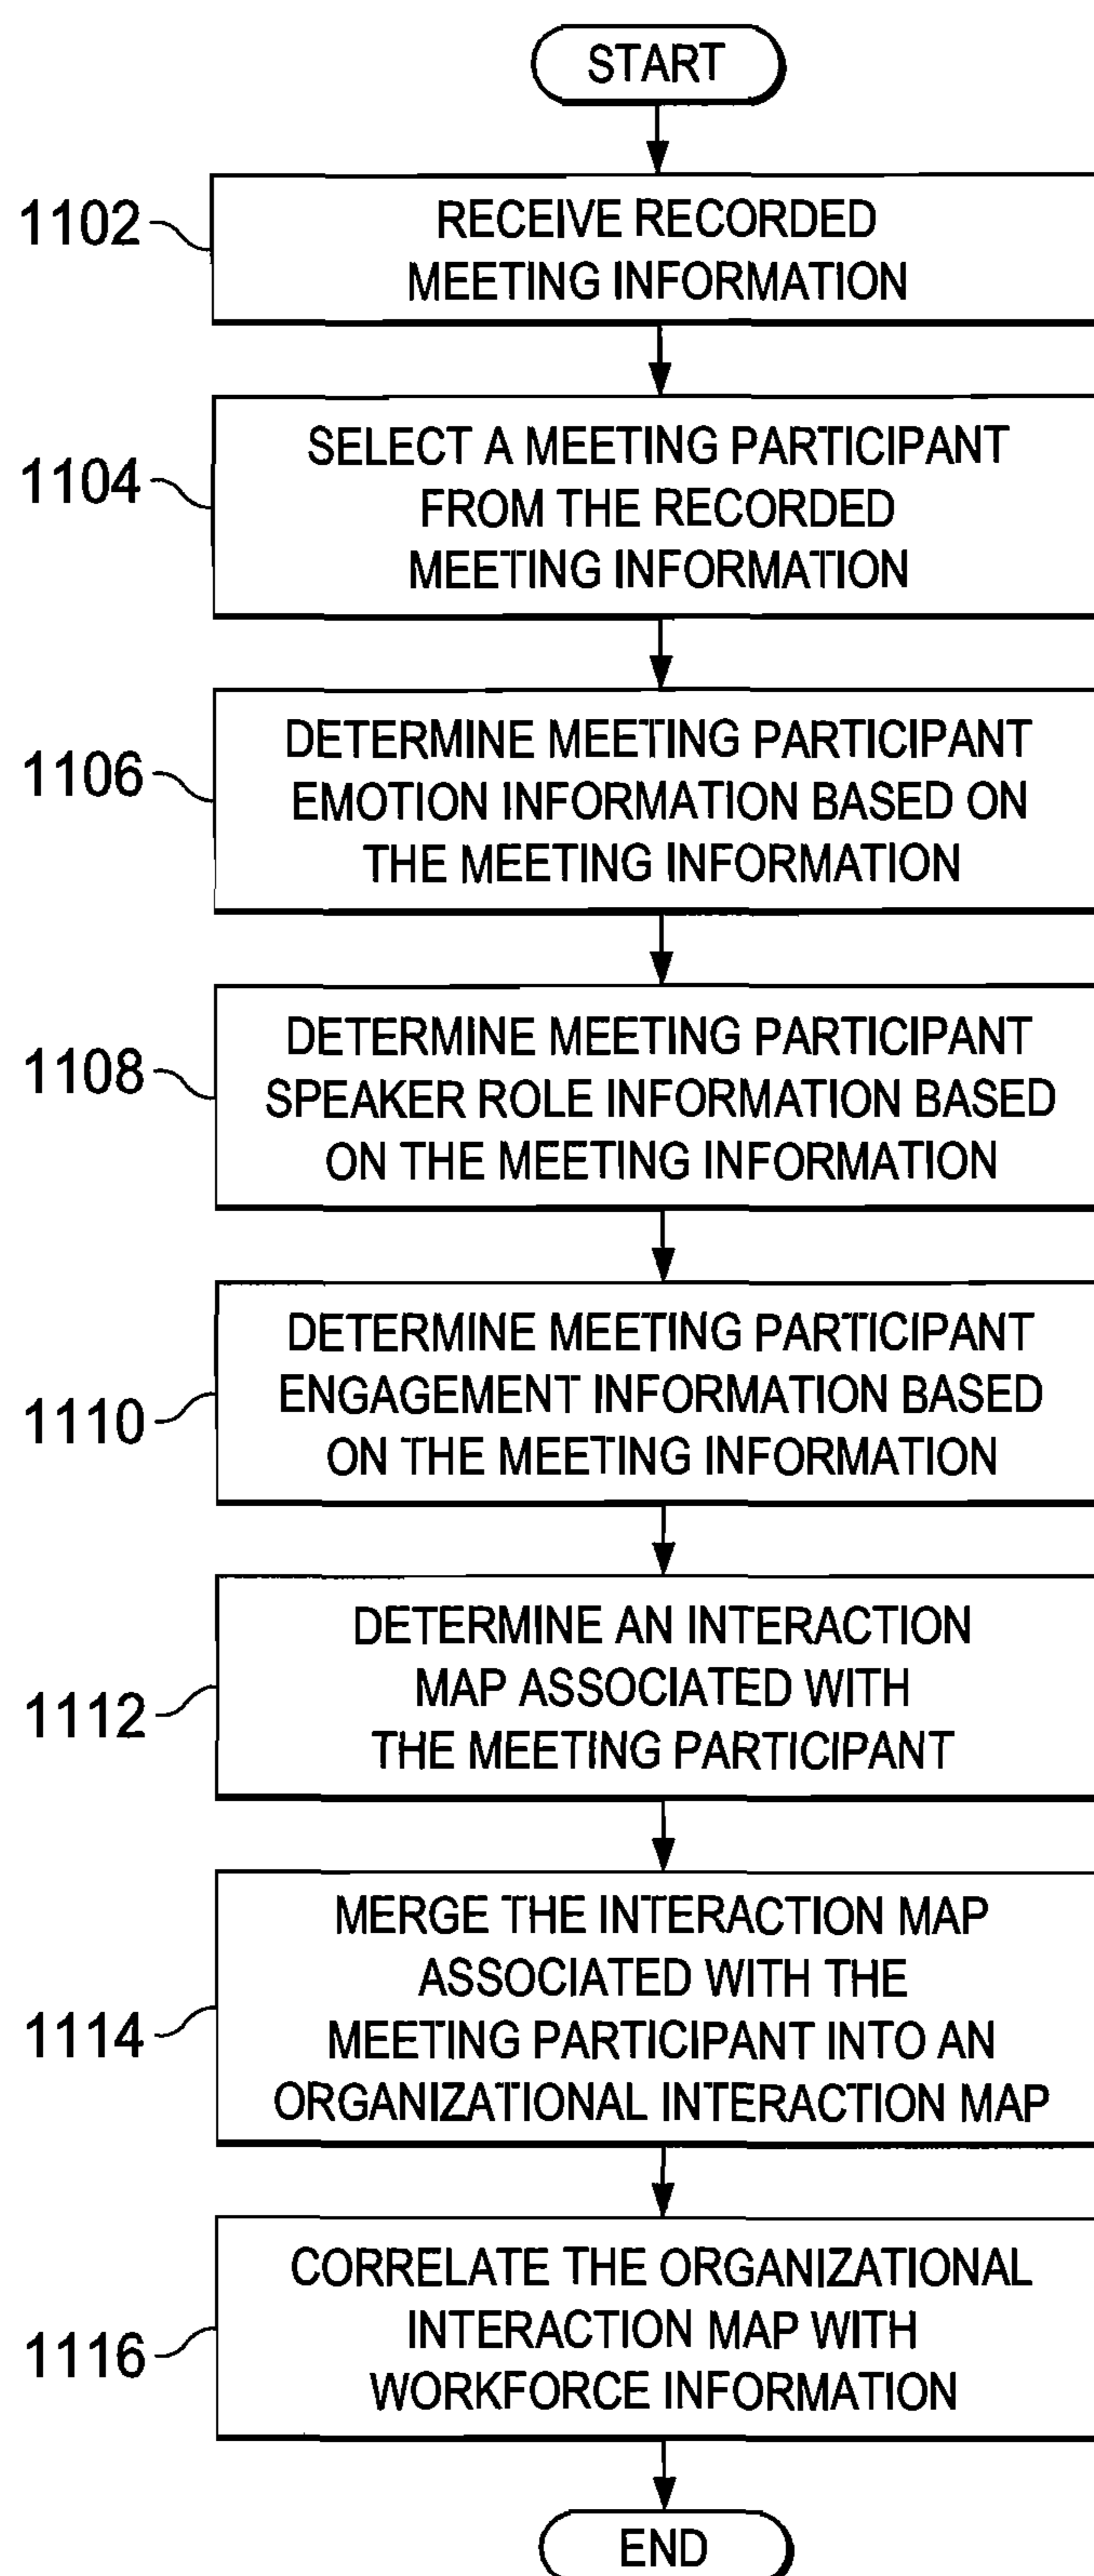 START
1102
RECEIVE RECORDED
MEETING INFORMATION
1104
SELECT A MEETING PARTICIPANT
FROM THE RECORDED
MEETING INFORMATION
1106
DETERMINE MEETING PARTICIPANT
EMOTION INFORMATION BASED ON
THE MEETING INFORMATION
1108
DETERMINE MEETING PARTICIPANT
SPEAKER ROLE INFORMATION BASED
ON THE MEETING INFORMATION
1110
DETERMINE MEETING PARTICIPANT
ENGAGEMENT INFORMATION BASED
ON THE MEETING INFORMATION
1112
DETERMINE AN INTERACTION
MAP ASSOCIATED WITH
THE MEETING PARTICIPANT
1114
MERGE THE INTERACTION MAP
ASSOCIATED WITH THE
MEETING PARTICIPANT INTO AN
ORGANIZATIONAL INTERACTION MAP
1116
CORRELATE THE ORGANIZATIONAL
INTERACTION MAP WITH
WORKFORCE INFORMATION
END